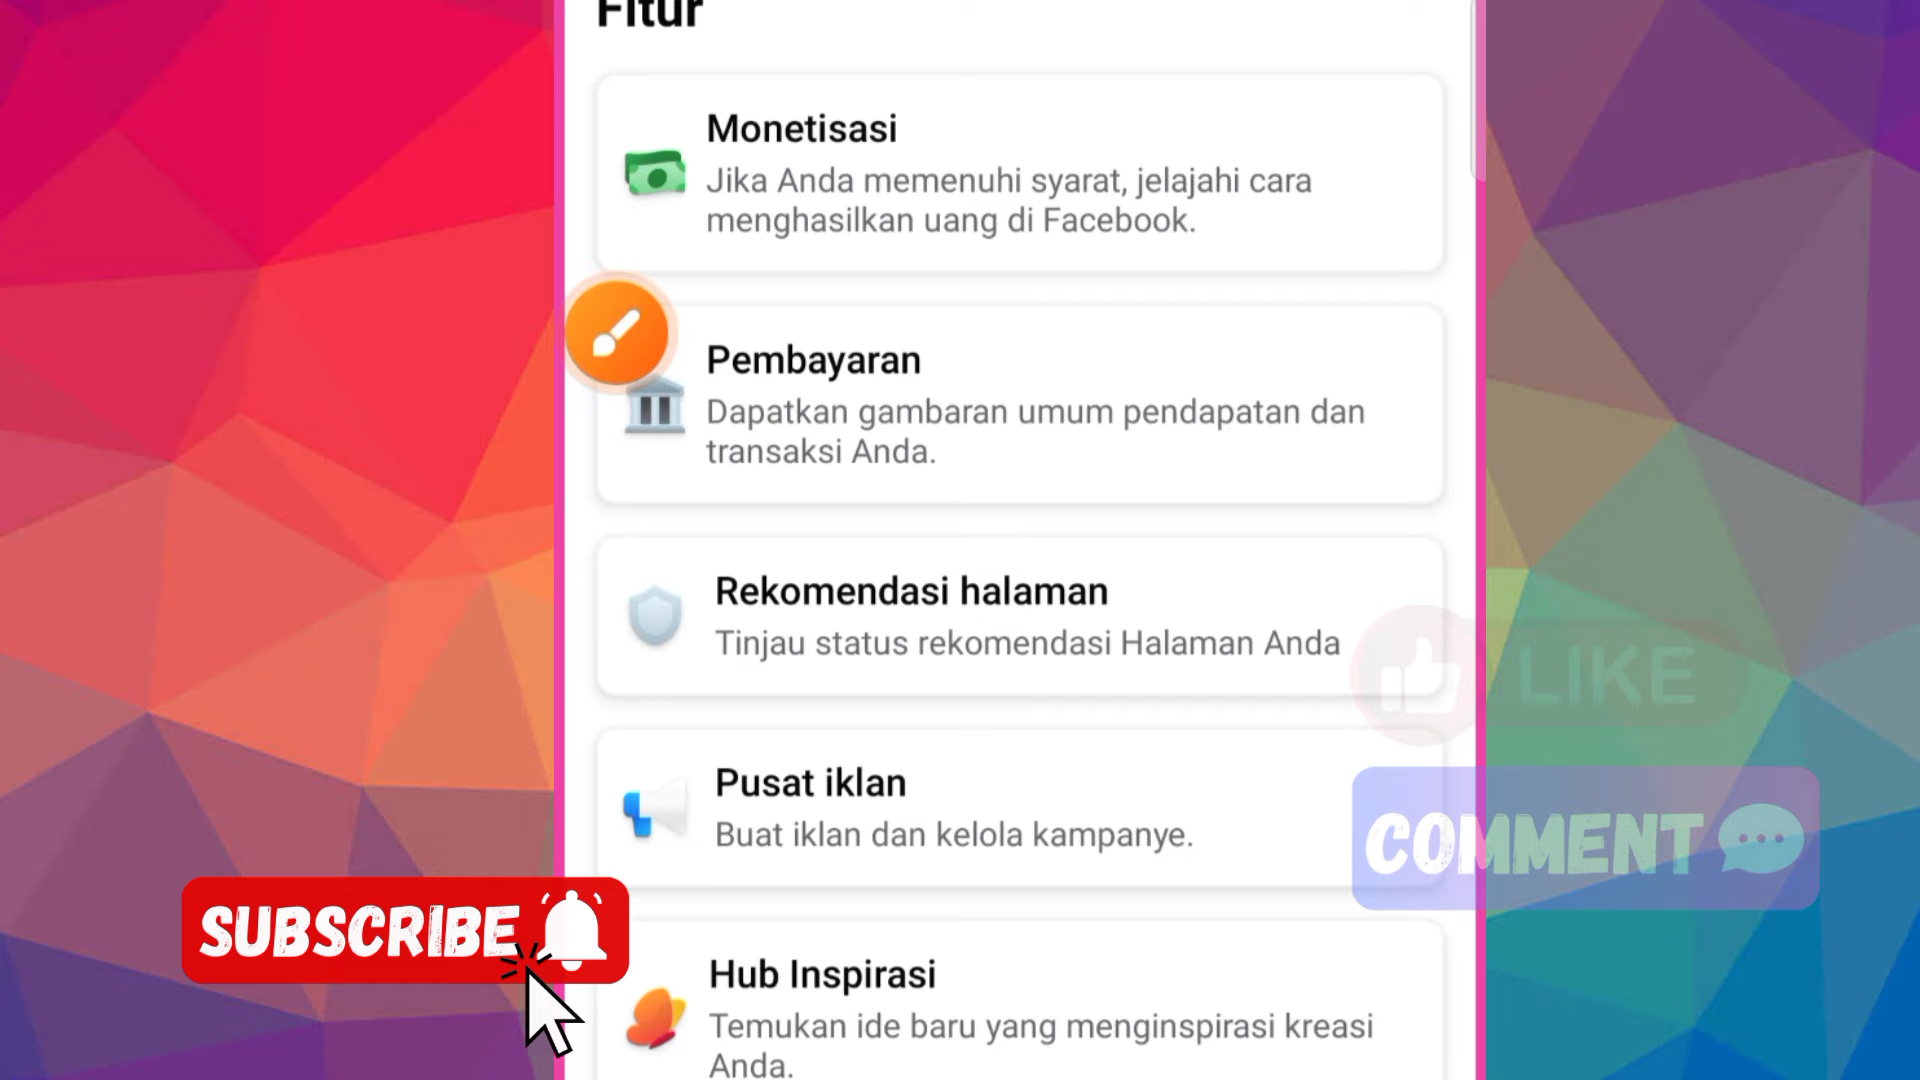 Fitur
Monetisasi
Jika Anda memenuhi syarat, jelajahi cara
menghasilkan uang di Facebook.
Pembayaran
Dapatkan gambaran umum pendapatan dan
transaksi Anda.
Rekomendasi halaman
Tinjau status rekomendasi Halaman Anda
LIKE
Pusat iklan
Buat iklan dan kelola kampanye.
COMMENT
SUBSCRIBE
Hub Inspirasi
Temukan ide baru yang menginspirasi kreasi
Anda.